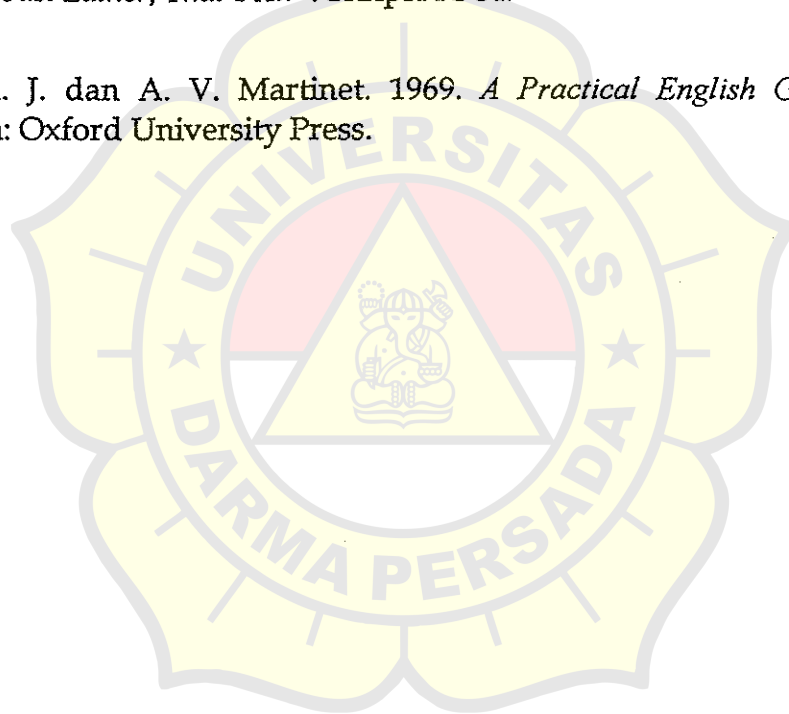 . J. dan A. V. Martinet. 1969. A Practical English G
: Oxford University Press.
UNIVERSITAS
DARMA PERSADA